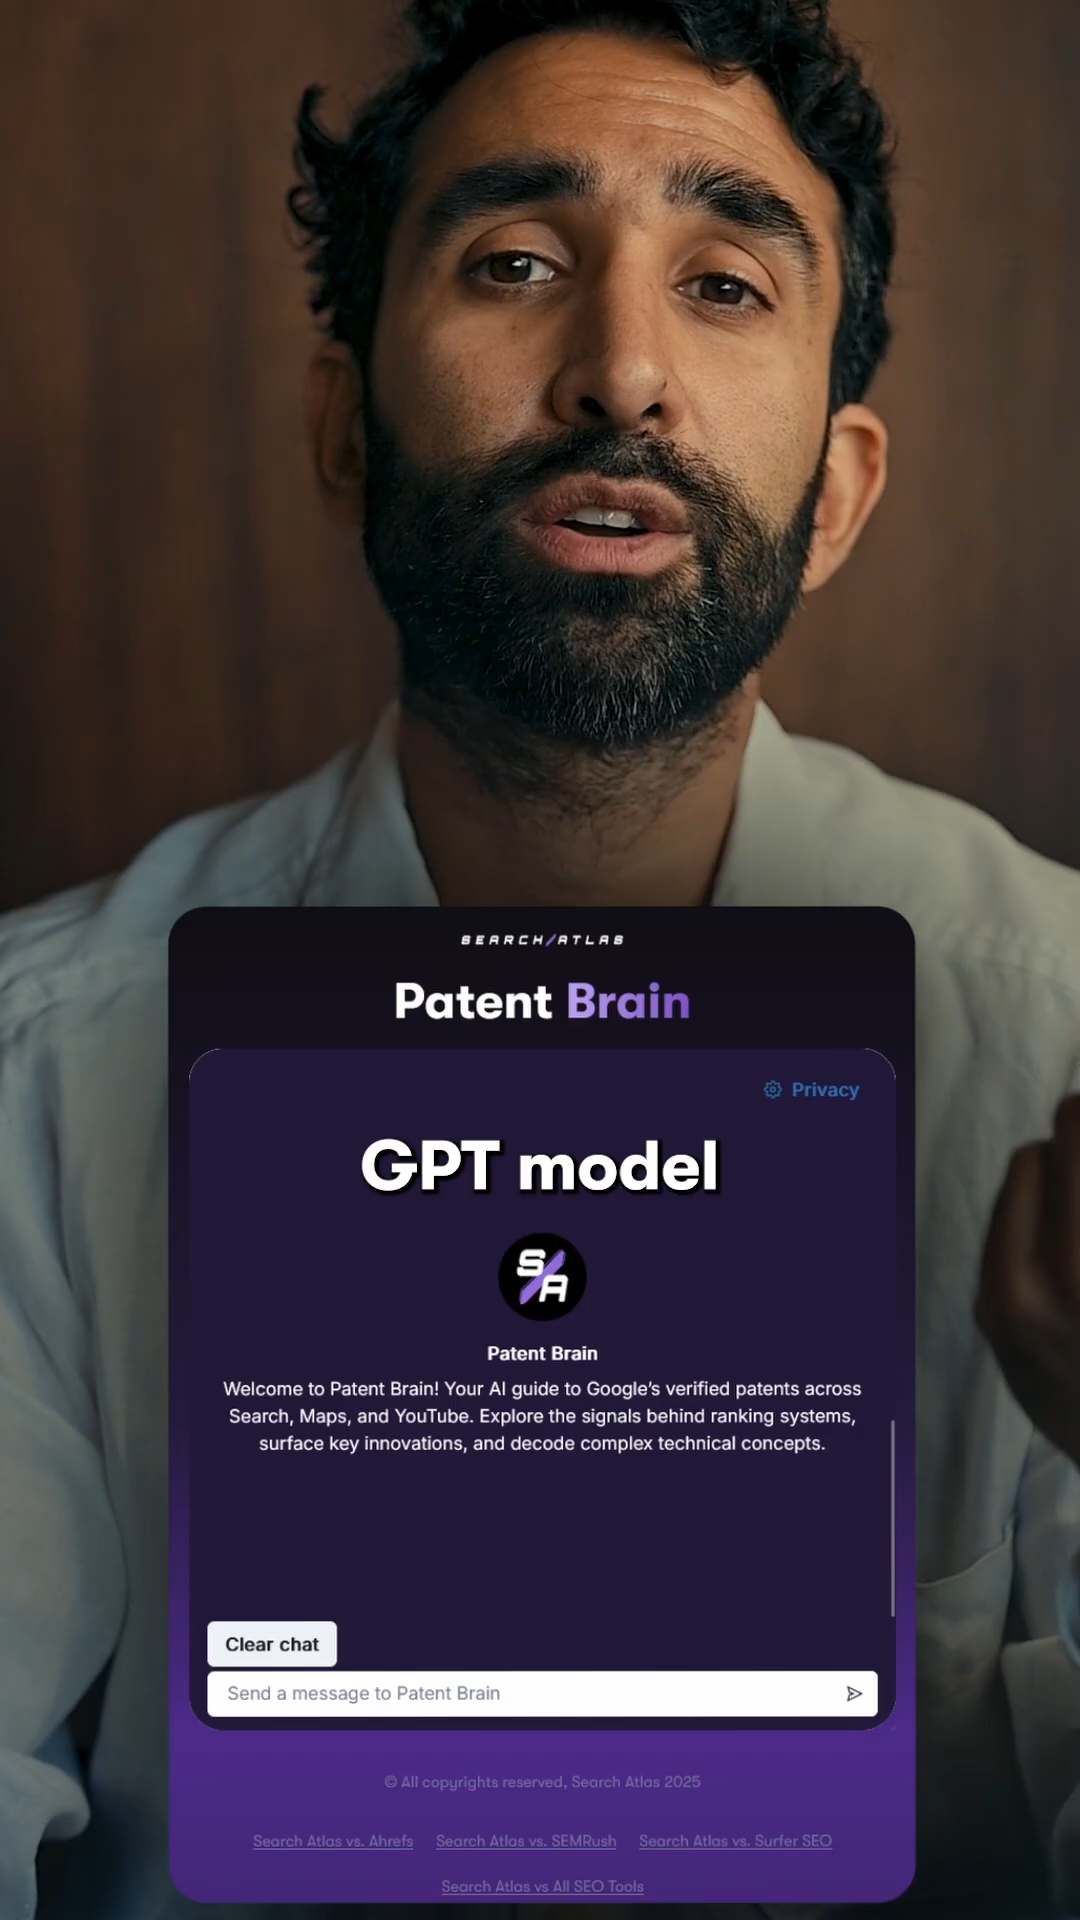 SEARCH/ATLAS
Patent Brain
Privacy
GPT model
S/A
Patent Brain
Welcome to Patent Brain! Your AI guide to Google’s verified patents across
Search, Maps, and YouTube. Explore the signals behind ranking systems,
surface key innovations, and decode complex technical concepts.
Clear chat
Send a message to Patent Brain
© All copyrights reserved, Search Atlas 2025
Search Atlas vs. Ahrefs Search Atlas vs. SEMRush Search Atlas vs. Surfer SEO
Search Atlas vs All SEO Tools